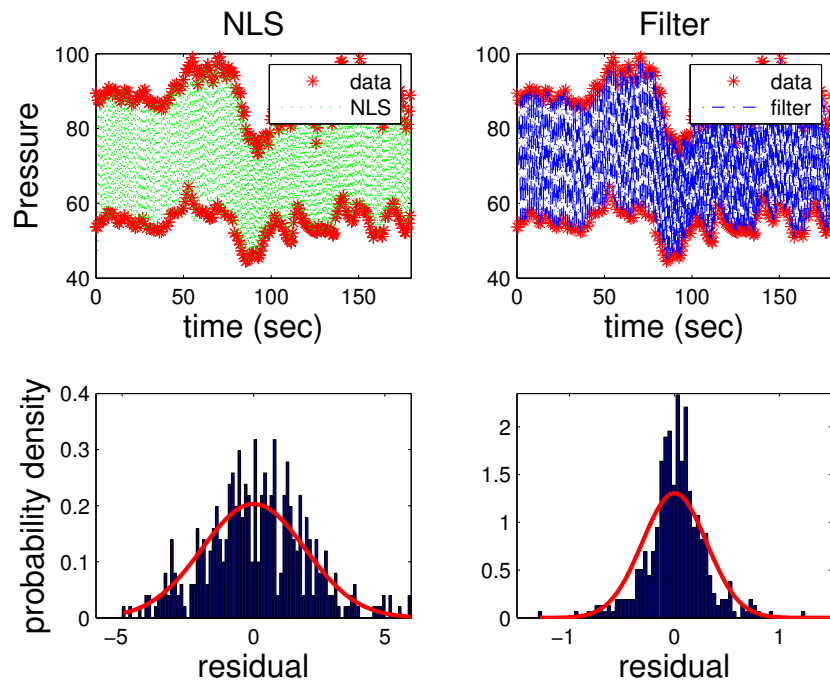 NLS
Filter
Pressure
100
80
60
40
0
50
100
150
time (sec)
data
NLS
100
80
60
40
0
50
100
150
time (sec)
data
filter
probability density
0.4
0.3
0.2
0.1
0
−5
0
5
residual
2
1.5
1
0.5
0
−1
0
1
residual